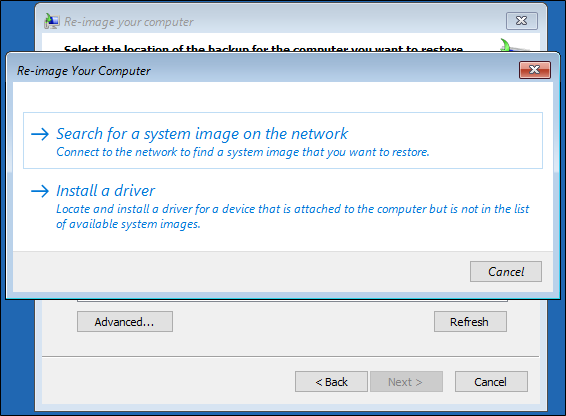 Re-image your computer
Select the location of the backup for the computer you want to restore.
Re-image Your Computer
Search for a system image on the network
Connect to the network to find a system image that you want to restore.
Install a driver
Locate and install a driver for a device that is attached to the computer but is not in the list
of available system images.
Cancel
Advanced...
Refresh
< Back
Next >
Cancel